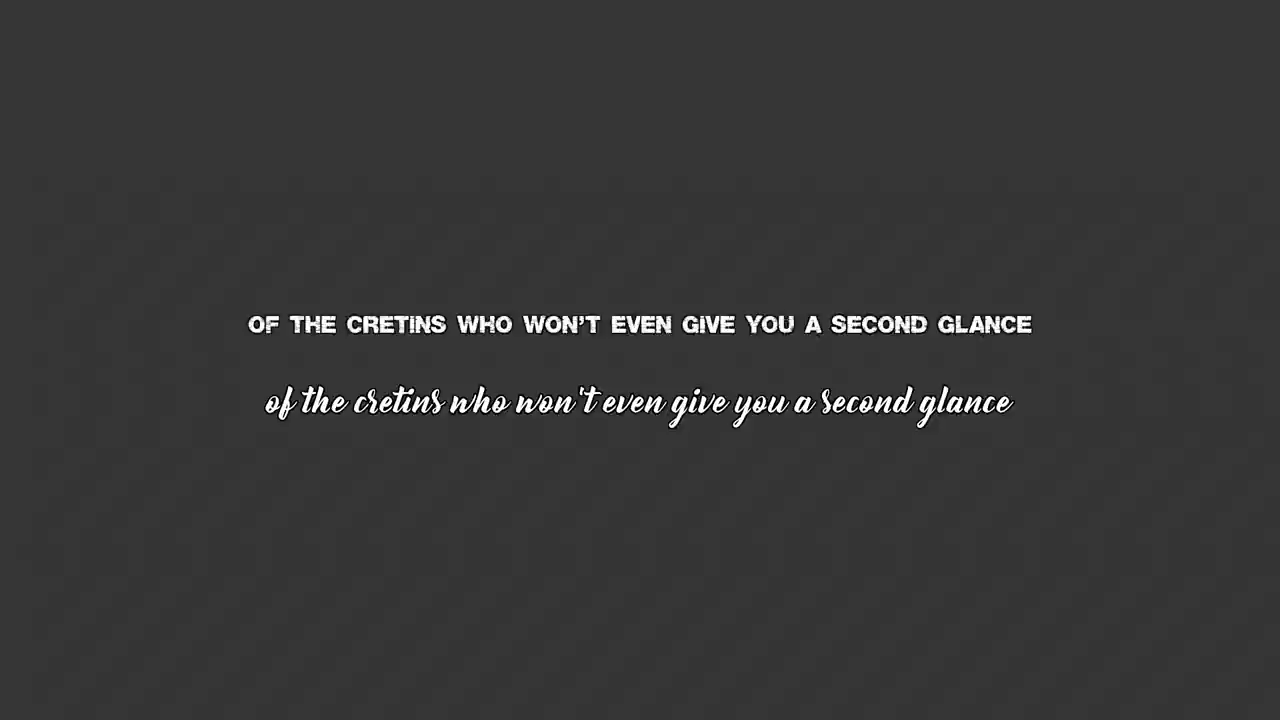 OF THE CRETINS WHO WON'T EVEN GIVE YOU A SECOND GLANCE
of the cretins who won't even give you a second glance